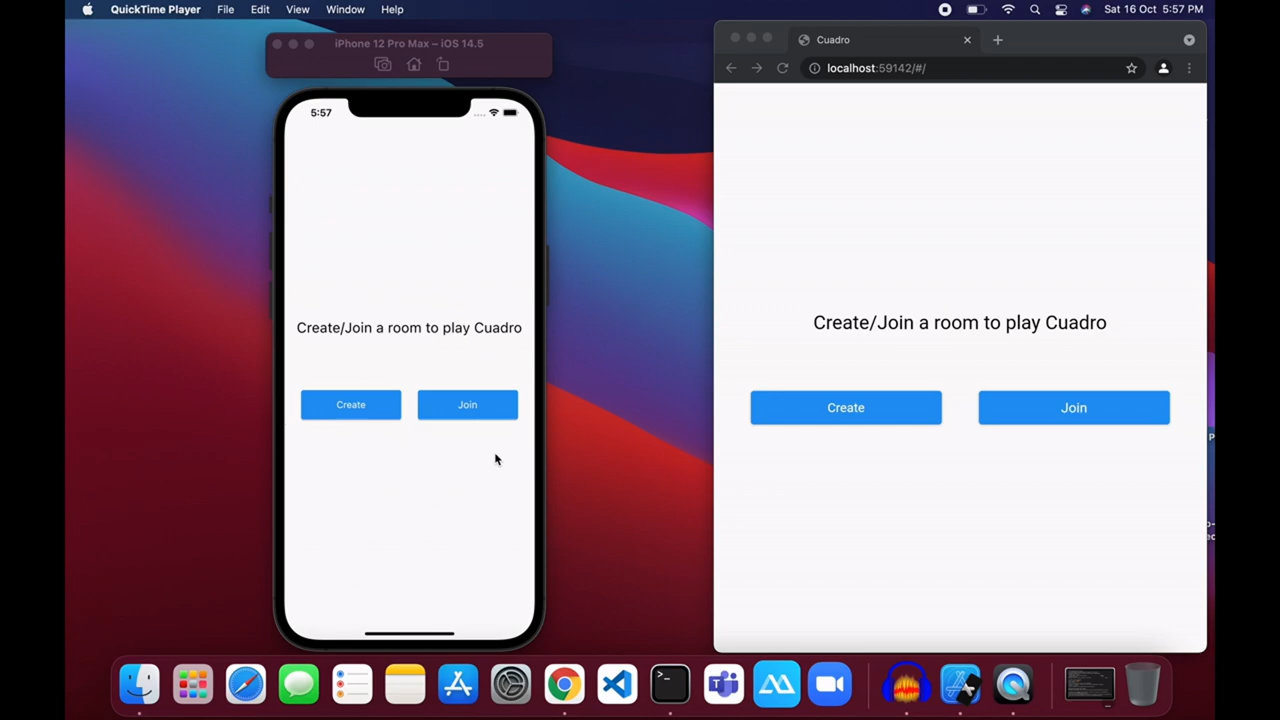 QuickTime Player File Edit View Window Help Sat 16 Oct 5:57 PM
iPhone 12 Pro Max – iOS 14.5
5:57
Create/Join a room to play Cuadro
Create Join
Cuadro
localhost:59142/#/
Create/Join a room to play Cuadro
Create Join